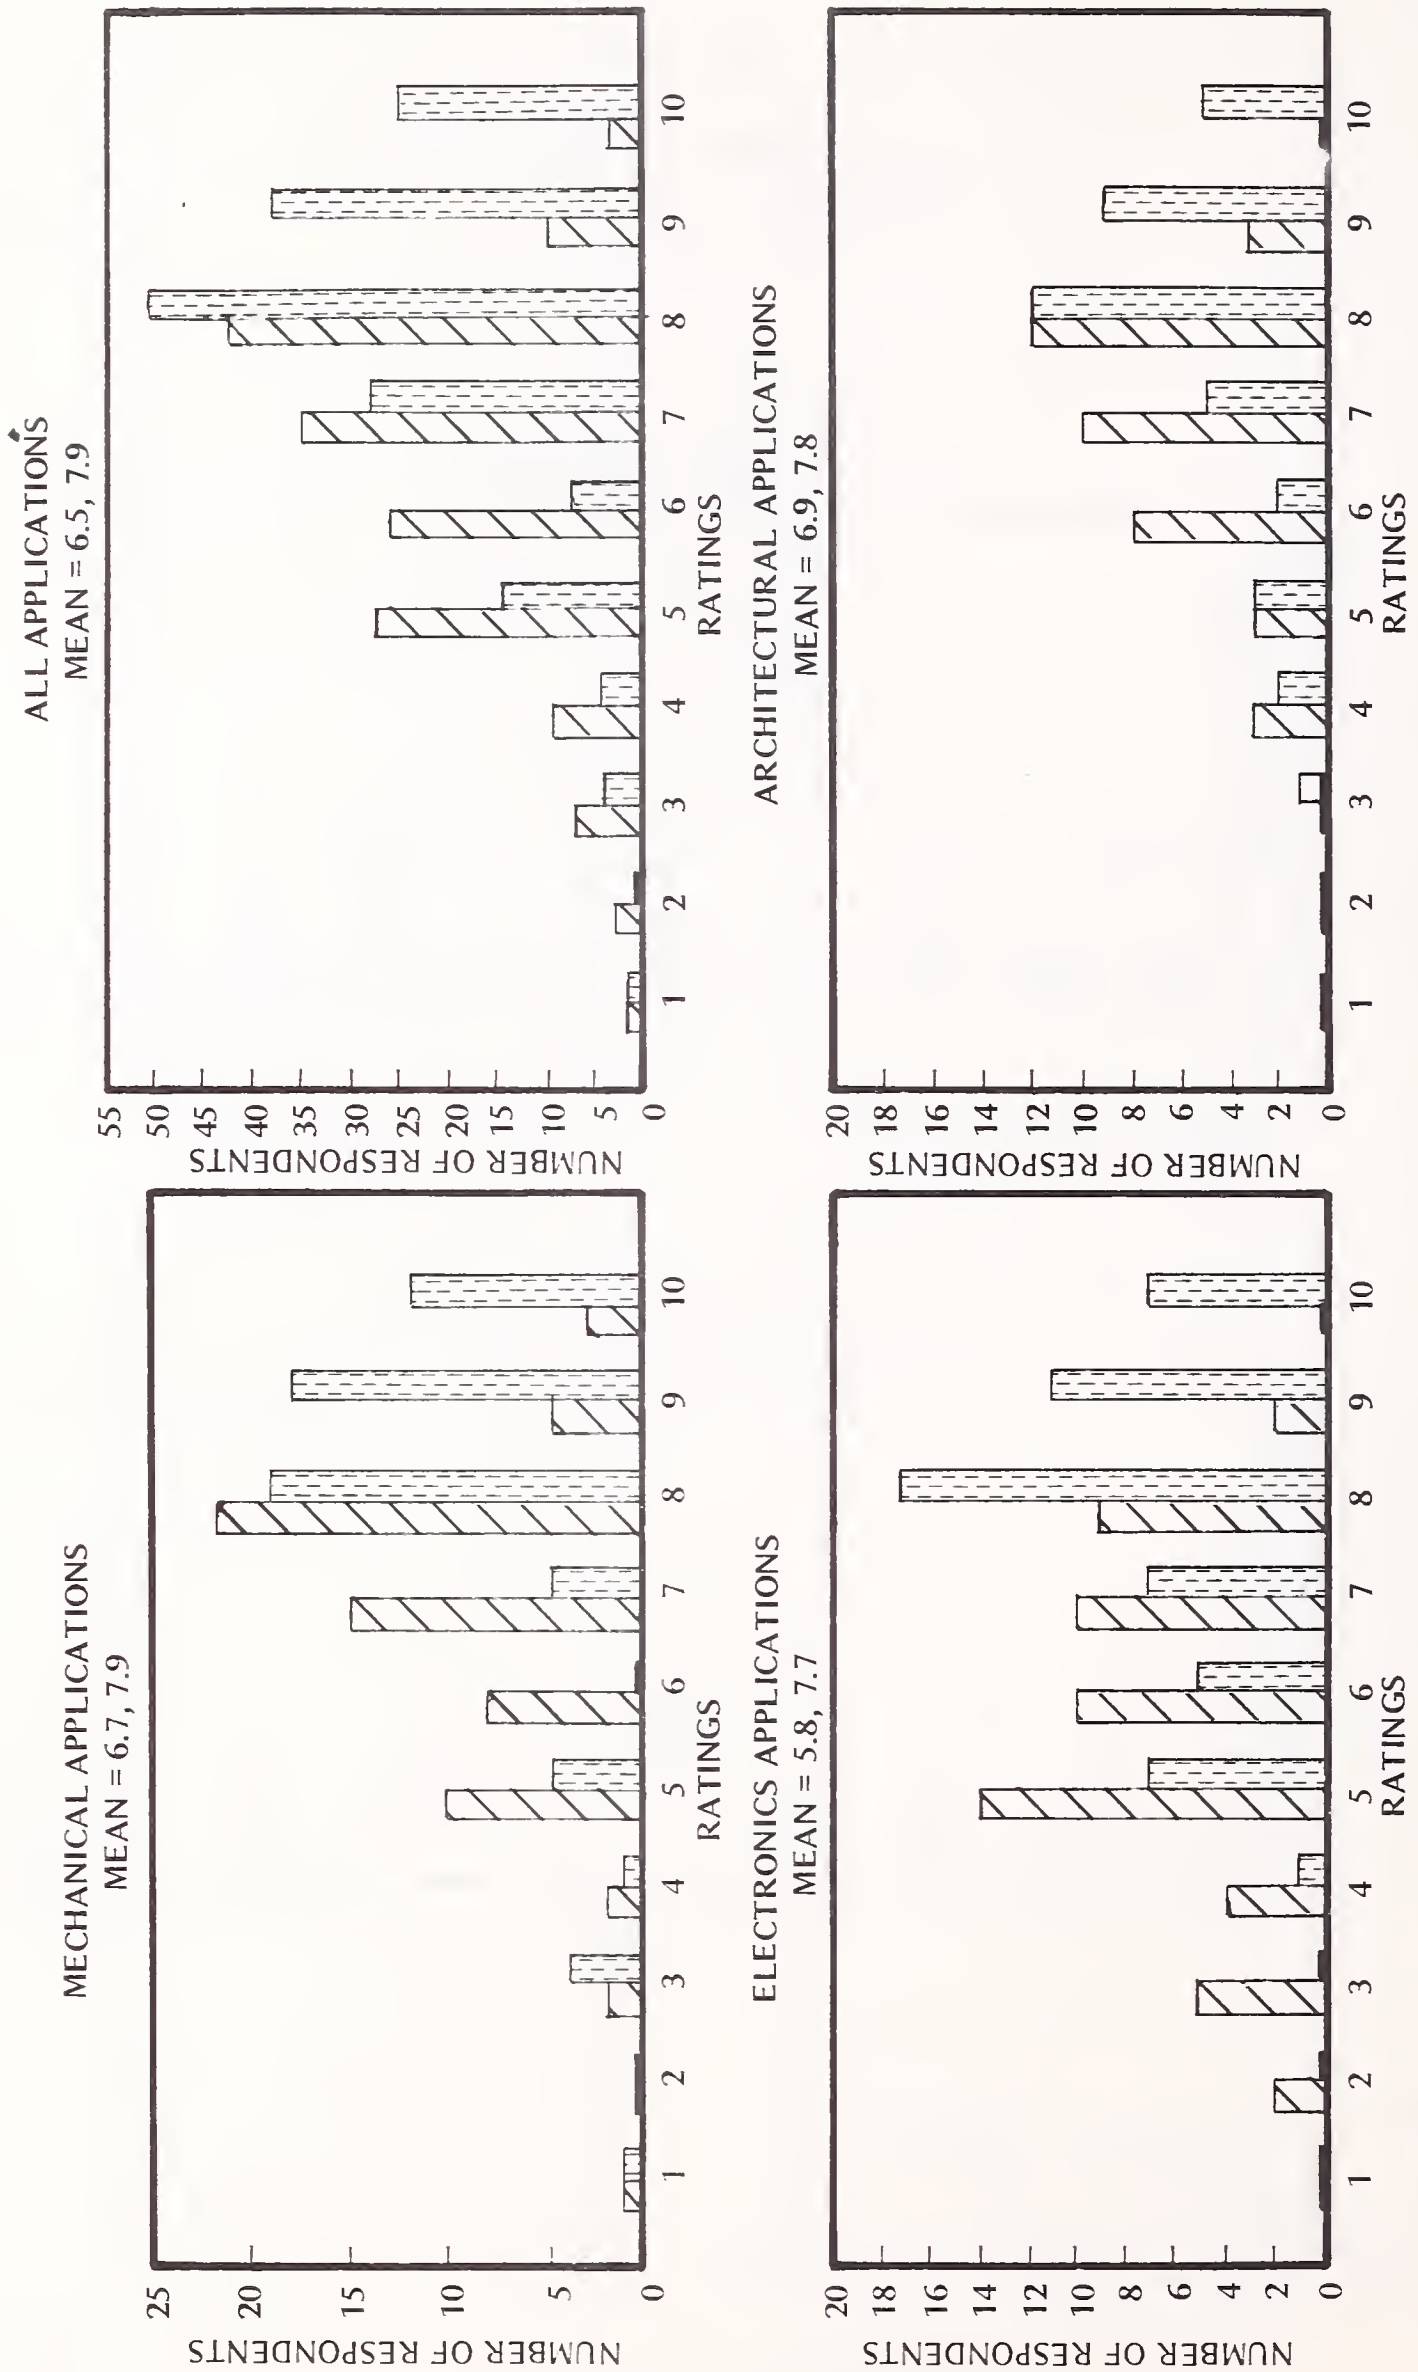 MECHANICAL APPLICATIONS
MEAN = 6.7, 7.9
NUMBER OF RESPONDENTS
25
20
15
10
5
0
1 2 3 4 5 6 7 8 9 10
RATINGS
ALL APPLICATIONS
MEAN = 6.5, 7.9
NUMBER OF RESPONDENTS
55
50
45
40
35
30
25
20
15
10
5
0
1 2 3 4 5 6 7 8 9 10
RATINGS
ELECTRONICS APPLICATIONS
MEAN = 5.8, 7.7
NUMBER OF RESPONDENTS
20
18
16
14
12
10
8
6
4
2
0
1 2 3 4 5 6 7 8 9 10
RATINGS
ARCHITECTURAL APPLICATIONS
MEAN = 6.9, 7.8
NUMBER OF RESPONDENTS
20
18
16
14
12
10
8
6
4
2
0
1 2 3 4 5 6 7 8 9 10
RATINGS